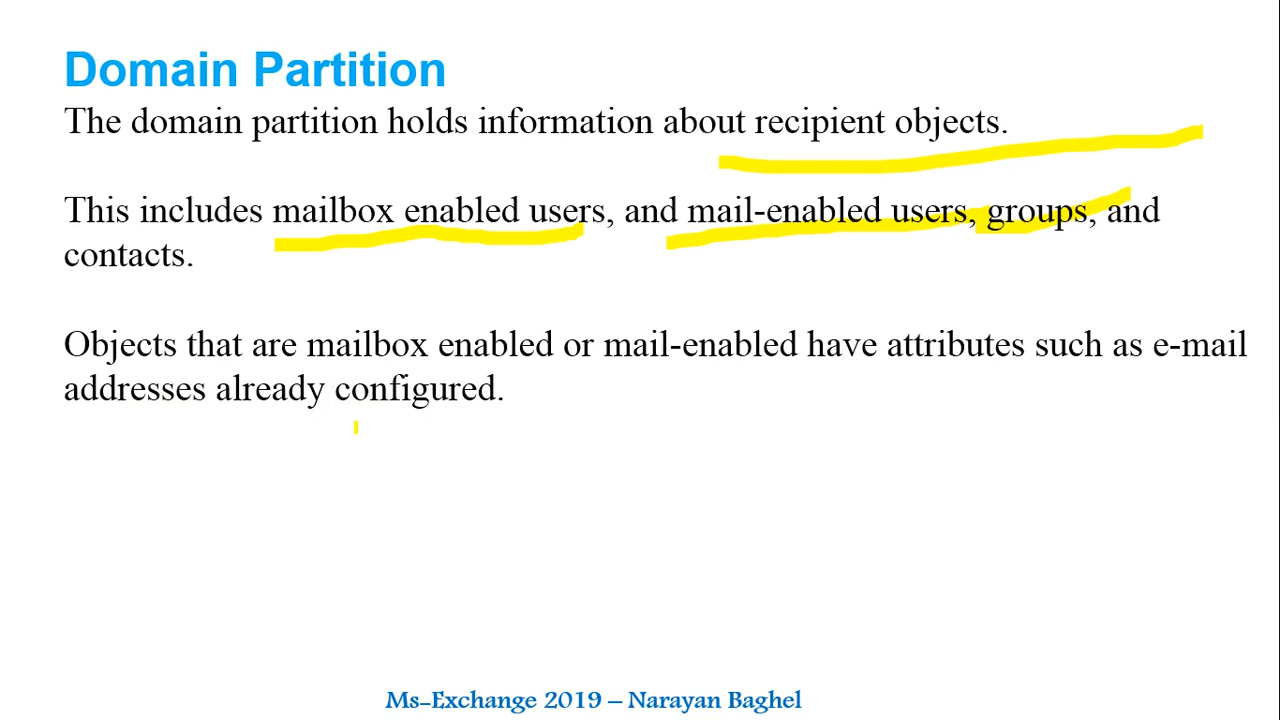 Domain Partition
The domain partition holds information about recipient objects.
This includes mailbox enabled users, and mail-enabled users, groups, and
contacts.
Objects that are mailbox enabled or mail-enabled have attributes such as e-mail
addresses already configured.
Ms-Exchange 2019 – Narayan Baghel